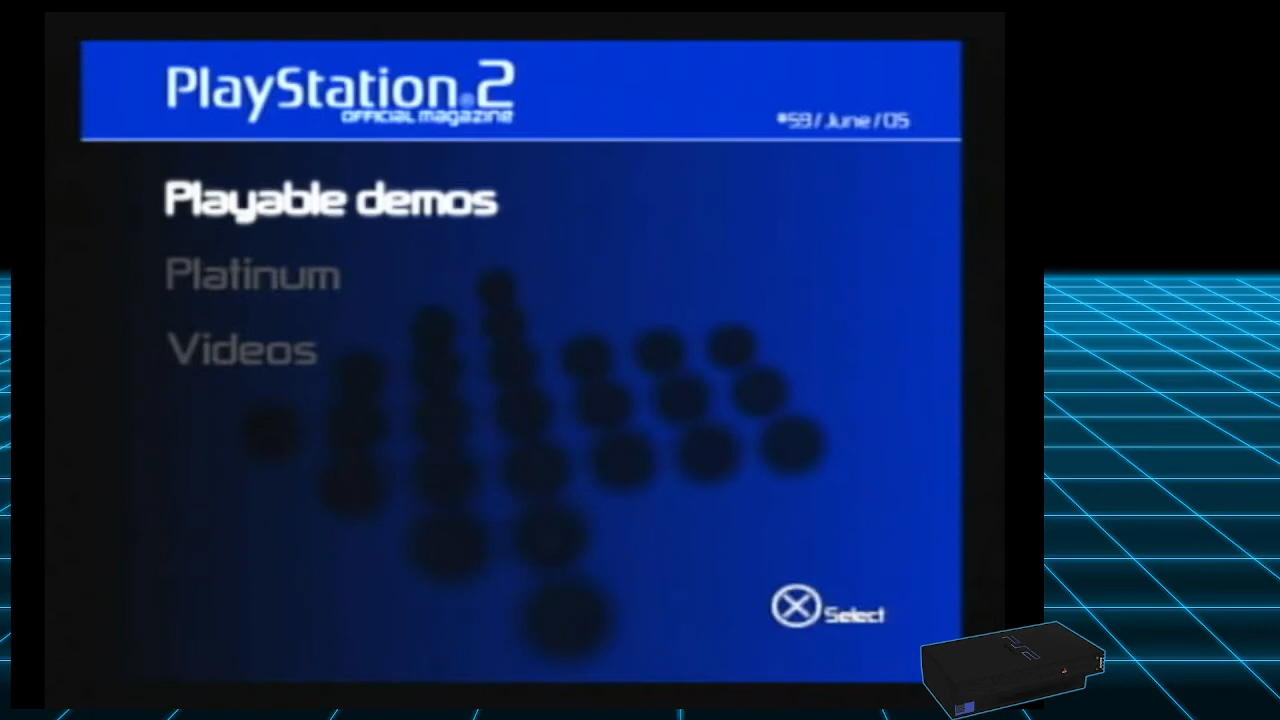 PlayStation®2
official magazine
#59/June/05
Playable demos
Platinum
Videos
Select